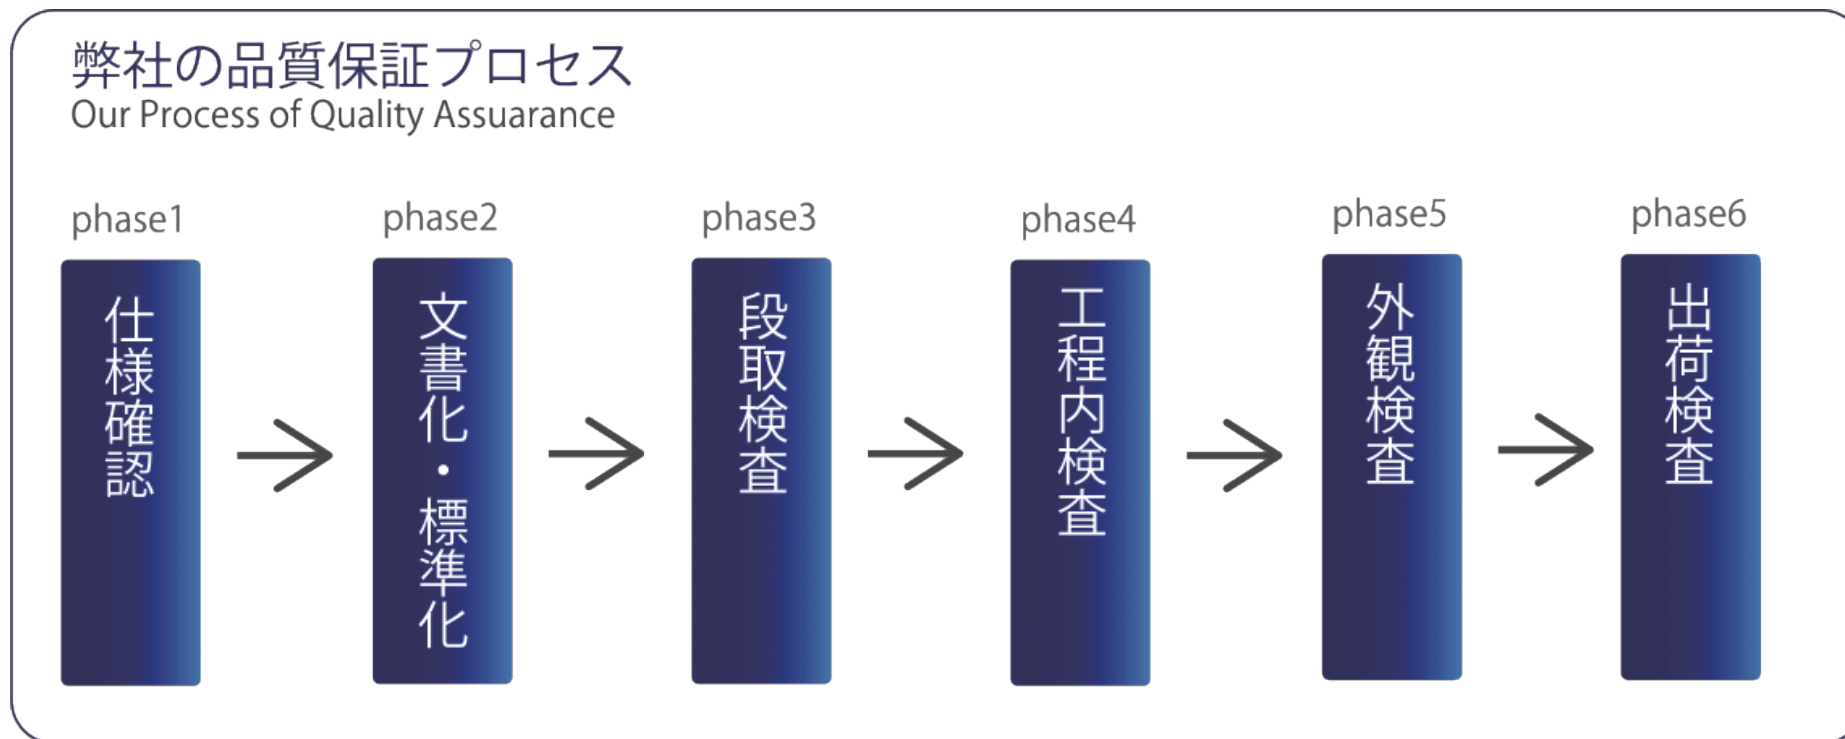 弊社の品質保証プロセス
Our Process of Quality Assuarance
phase1
仕様確認
phase2
文書化・標準化
phase3
段取検査
phase4
工程内検査
phase5
外観検査
phase6
出荷検査